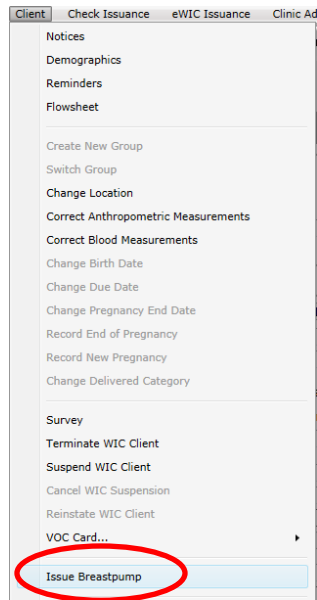 Client Check Issuance eWIC Issuance Clinic Ad
Notices
Demographics
Reminders
Flowsheet
Create New Group
Switch Group
Change Location
Correct Anthropometric Measurements
Correct Blood Measurements
Change Birth Date
Change Due Date
Change Pregnancy End Date
Record End of Pregnancy
Record New Pregnancy
Change Delivered Category
Survey
Terminate WIC Client
Suspend WIC Client
Cancel WIC Suspension
Reinstate WIC Client
VOC Card...
Issue Breastpump